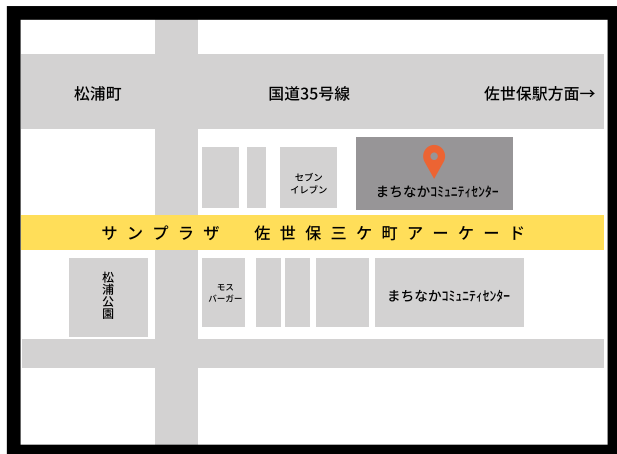 松浦町
国道35号線
佐世保駅方面→
セブン
イレブン
まちなかコミュニティセンター
サンプラザ 佐世保三ケ町アーケード
松浦公園
モス
バーガー
まちなかコミュニティセンター